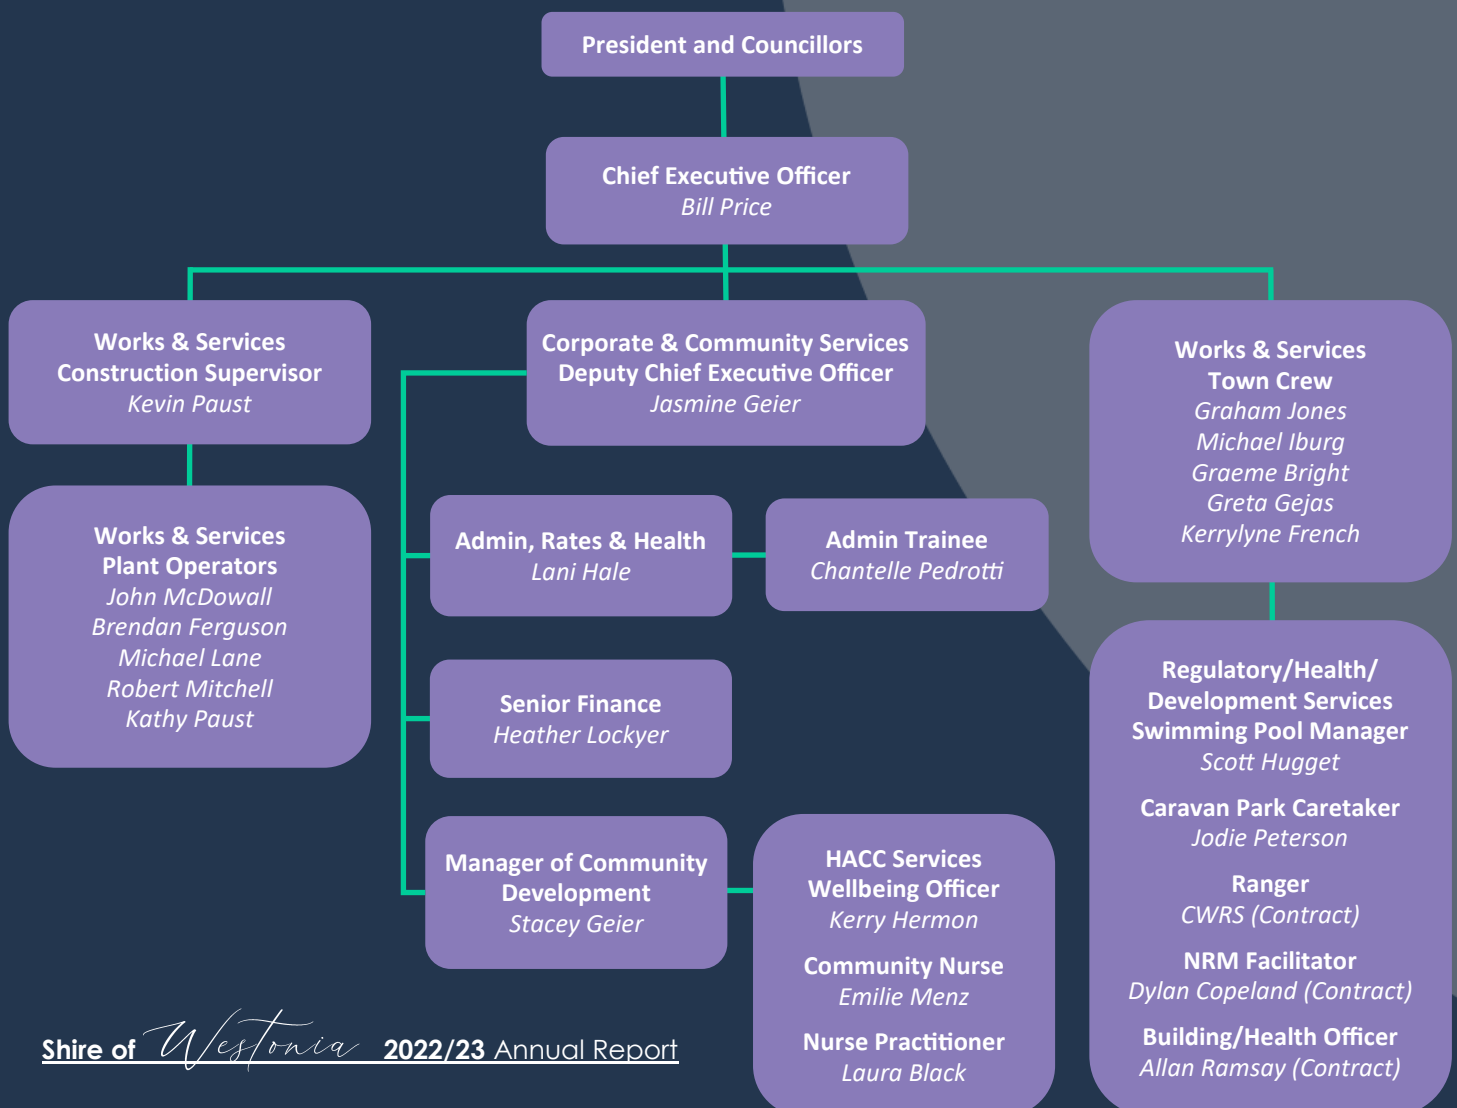 President and Councillors
Chief Executive Officer
Bill Price
Works & Services
Construction Supervisor
Kevin Paust
Corporate & Community Services
Deputy Chief Executive Officer
Jasmine Geier
Works & Services
Town Crew
Graham Jones
Michael Iburg
Graeme Bright
Greta Gejas
Kerrylyne French
Works & Services
Plant Operators
John McDowall
Brendan Ferguson
Michael Lane
Robert Mitchell
Kathy Paust
Admin, Rates & Health
Lani Hale
Admin Trainee
Chantelle Pedrotti
Senior Finance
Heather Lockyer
Manager of Community
Development
Stacey Geier
HACC Services
Wellbeing Officer
Kerry Hermon
Community Nurse
Emilie Menz
Nurse Practitioner
Laura Black
Regulatory/Health/
Development Services
Swimming Pool Manager
Scott Hugget
Caravan Park Caretaker
Jodie Peterson
Ranger
CWRS (Contract)
NRM Facilitator
Dylan Copeland (Contract)
Building/Health Officer
Allan Ramsay (Contract)
Shire of Westonia 2022/23 Annual Report